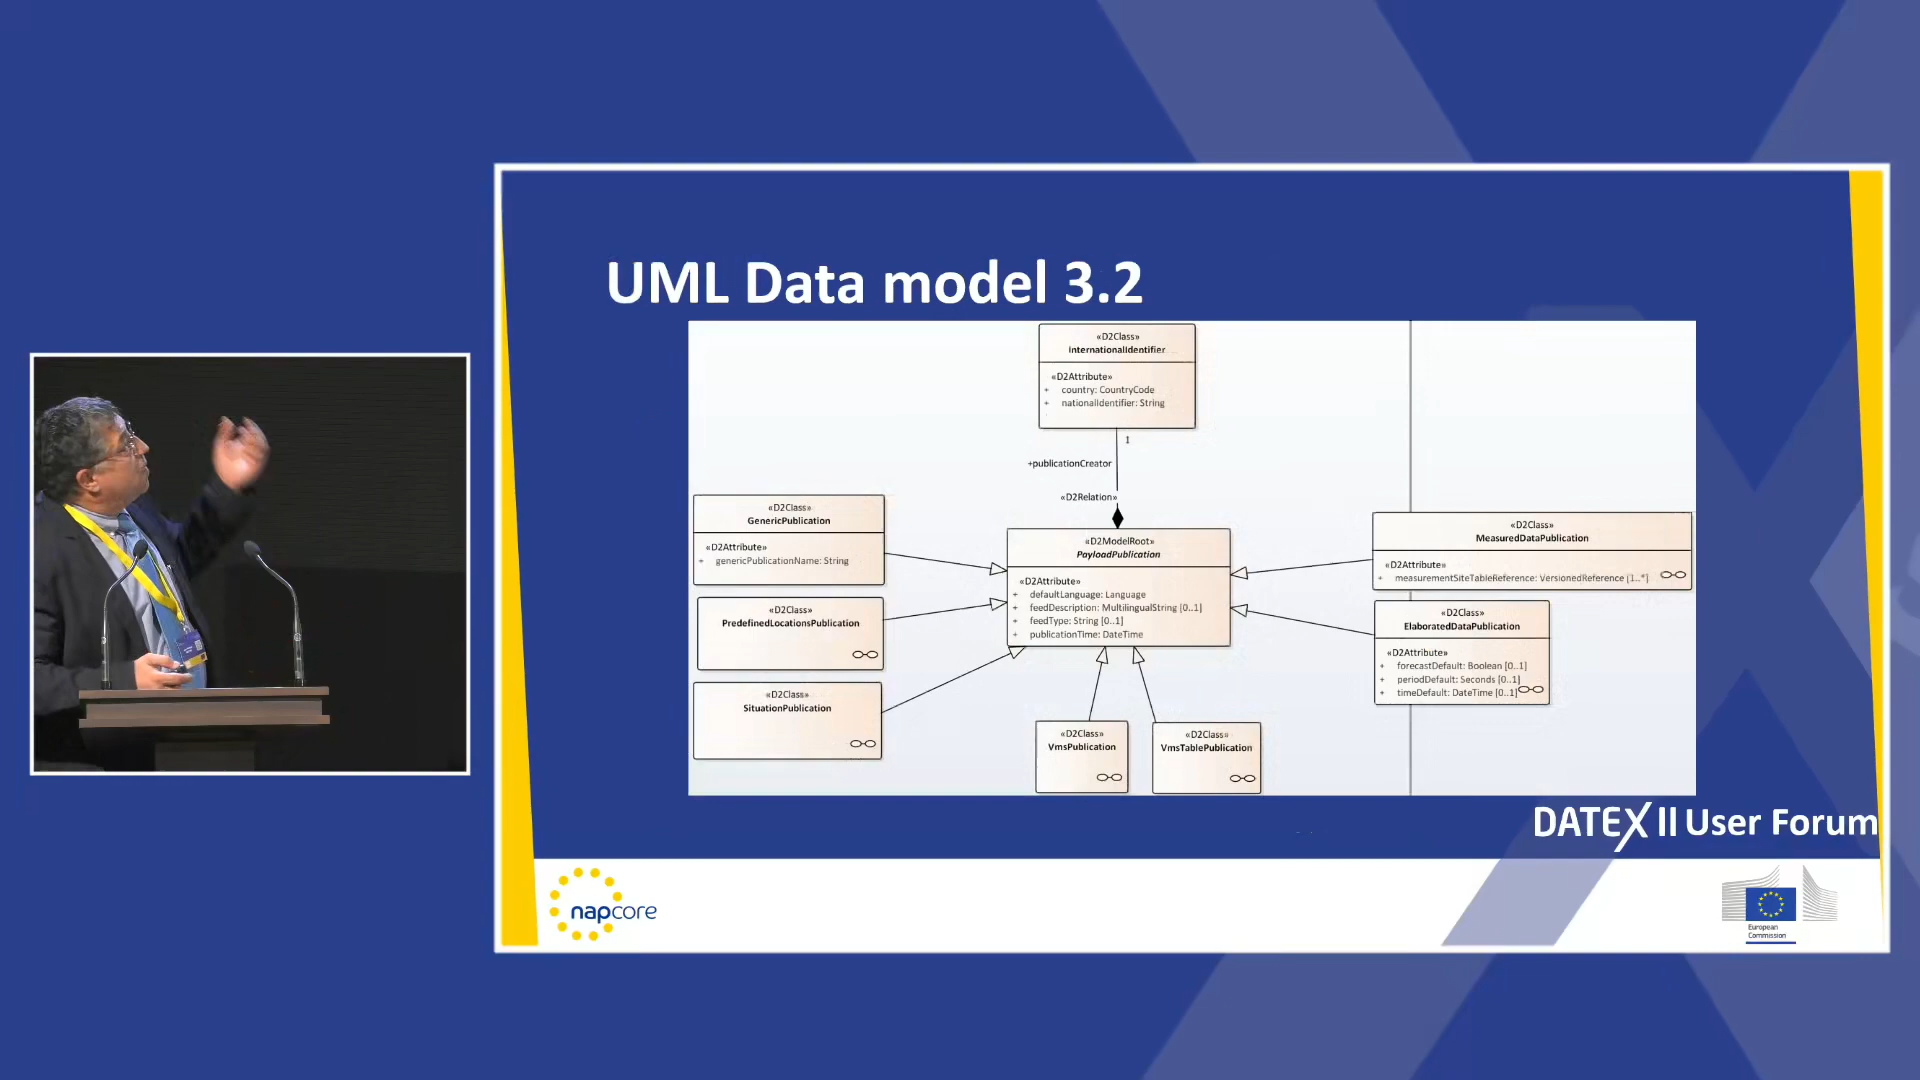 UML Data model 3.2
«D2Class»
InternationalIdentifier
«D2Attribute»
+ country: CountryCode
+ nationalIdentifier: String
1
+publicationCreator
«D2Relation»
«D2Class»
GenericPublication
«D2Attribute»
+ genericPublicationName: String
«D2Class»
PredefinedLocationsPublication
«D2Class»
SituationPublication
«D2ModelRoot»
PayloadPublication
«D2Attribute»
+ defaultLanguage: Language
+ feedDescription: MultilingualString [0..1]
+ feedType: String [0..1]
+ publicationTime: DateTime
«D2Class»
VmsPublication
«D2Class»
VmsTablePublication
«D2Class»
MeasuredDataPublication
«D2Attribute»
+ measurementSiteTableReference: VersionedReference [1..*]
«D2Class»
ElaboratedDataPublication
«D2Attribute»
+ forecastDefault: Boolean [0..1]
+ periodDefault: Seconds [0..1]
+ timeDefault: DateTime [0..1]
DATEX II User Forum
napcore
European
Commission